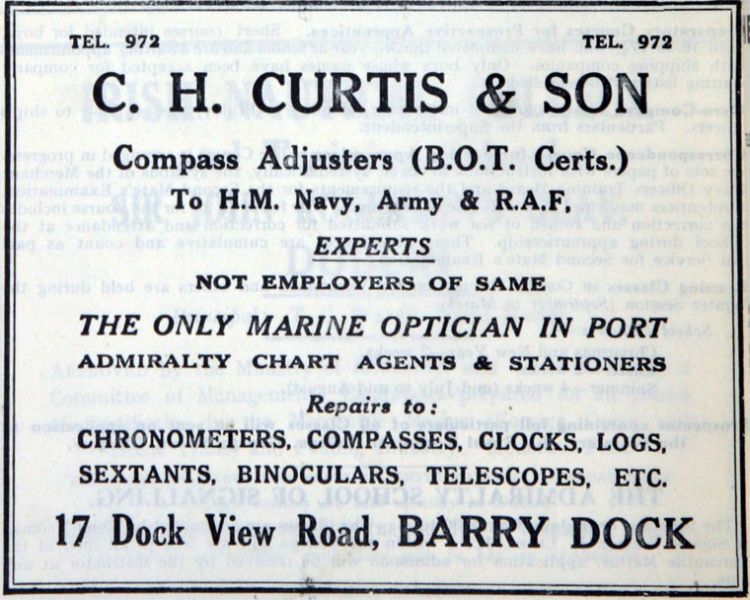 TEL. 972 TEL. 972
C. H. CURTIS & SON
Compass Adjusters (B.O.T. Certs.)
To H.M. Navy, Army & R.A.F.
EXPERTS
NOT EMPLOYERS OF SAME
THE ONLY MARINE OPTICIAN IN PORT
ADMIRALTY CHART AGENTS & STATIONERS
Repairs to:
CHRONOMETERS, COMPASSES, CLOCKS, LOGS,
SEXTANTS, BINOCULARS, TELESCOPES, ETC.
17 Dock View Road, BARRY DOCK